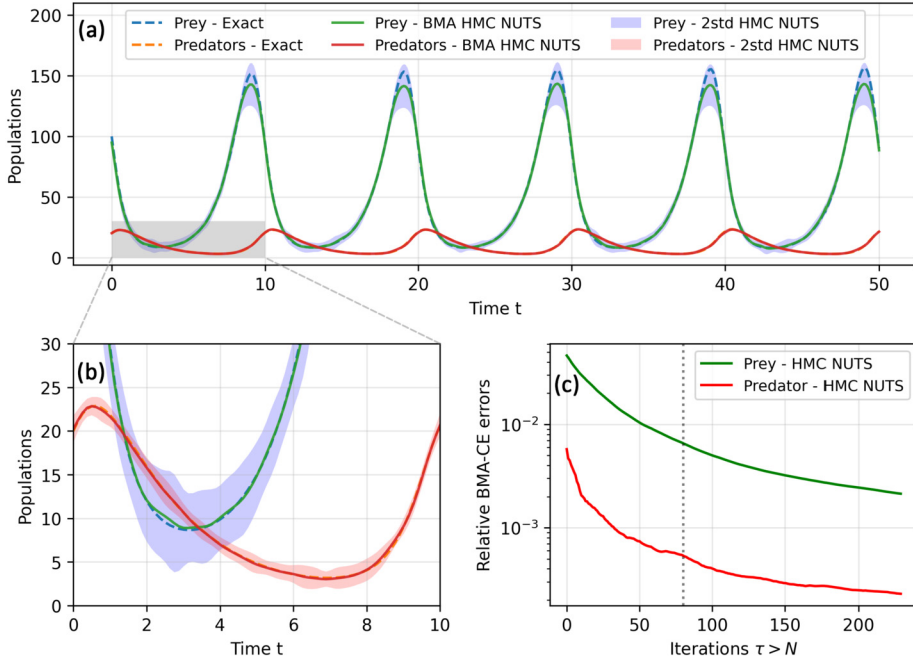 200
150
100
50
0
Populations
(a)
Prey - Exact
Predators - Exact
Prey - BMA HMC NUTS
Predators - BMA HMC NUTS
Prey - 2std HMC NUTS
Predators - 2std HMC NUTS
0 10 20 30 40 50
Time t
30
25
20
15
10
5
0
Populations
(b)
0 2 4 6 8 10
Time t
Relative BMA-CE errors
10⁻²
10⁻³
(c)
Prey - HMC NUTS
Predator - HMC NUTS
0 50 100 150 200
Iterations τ > N